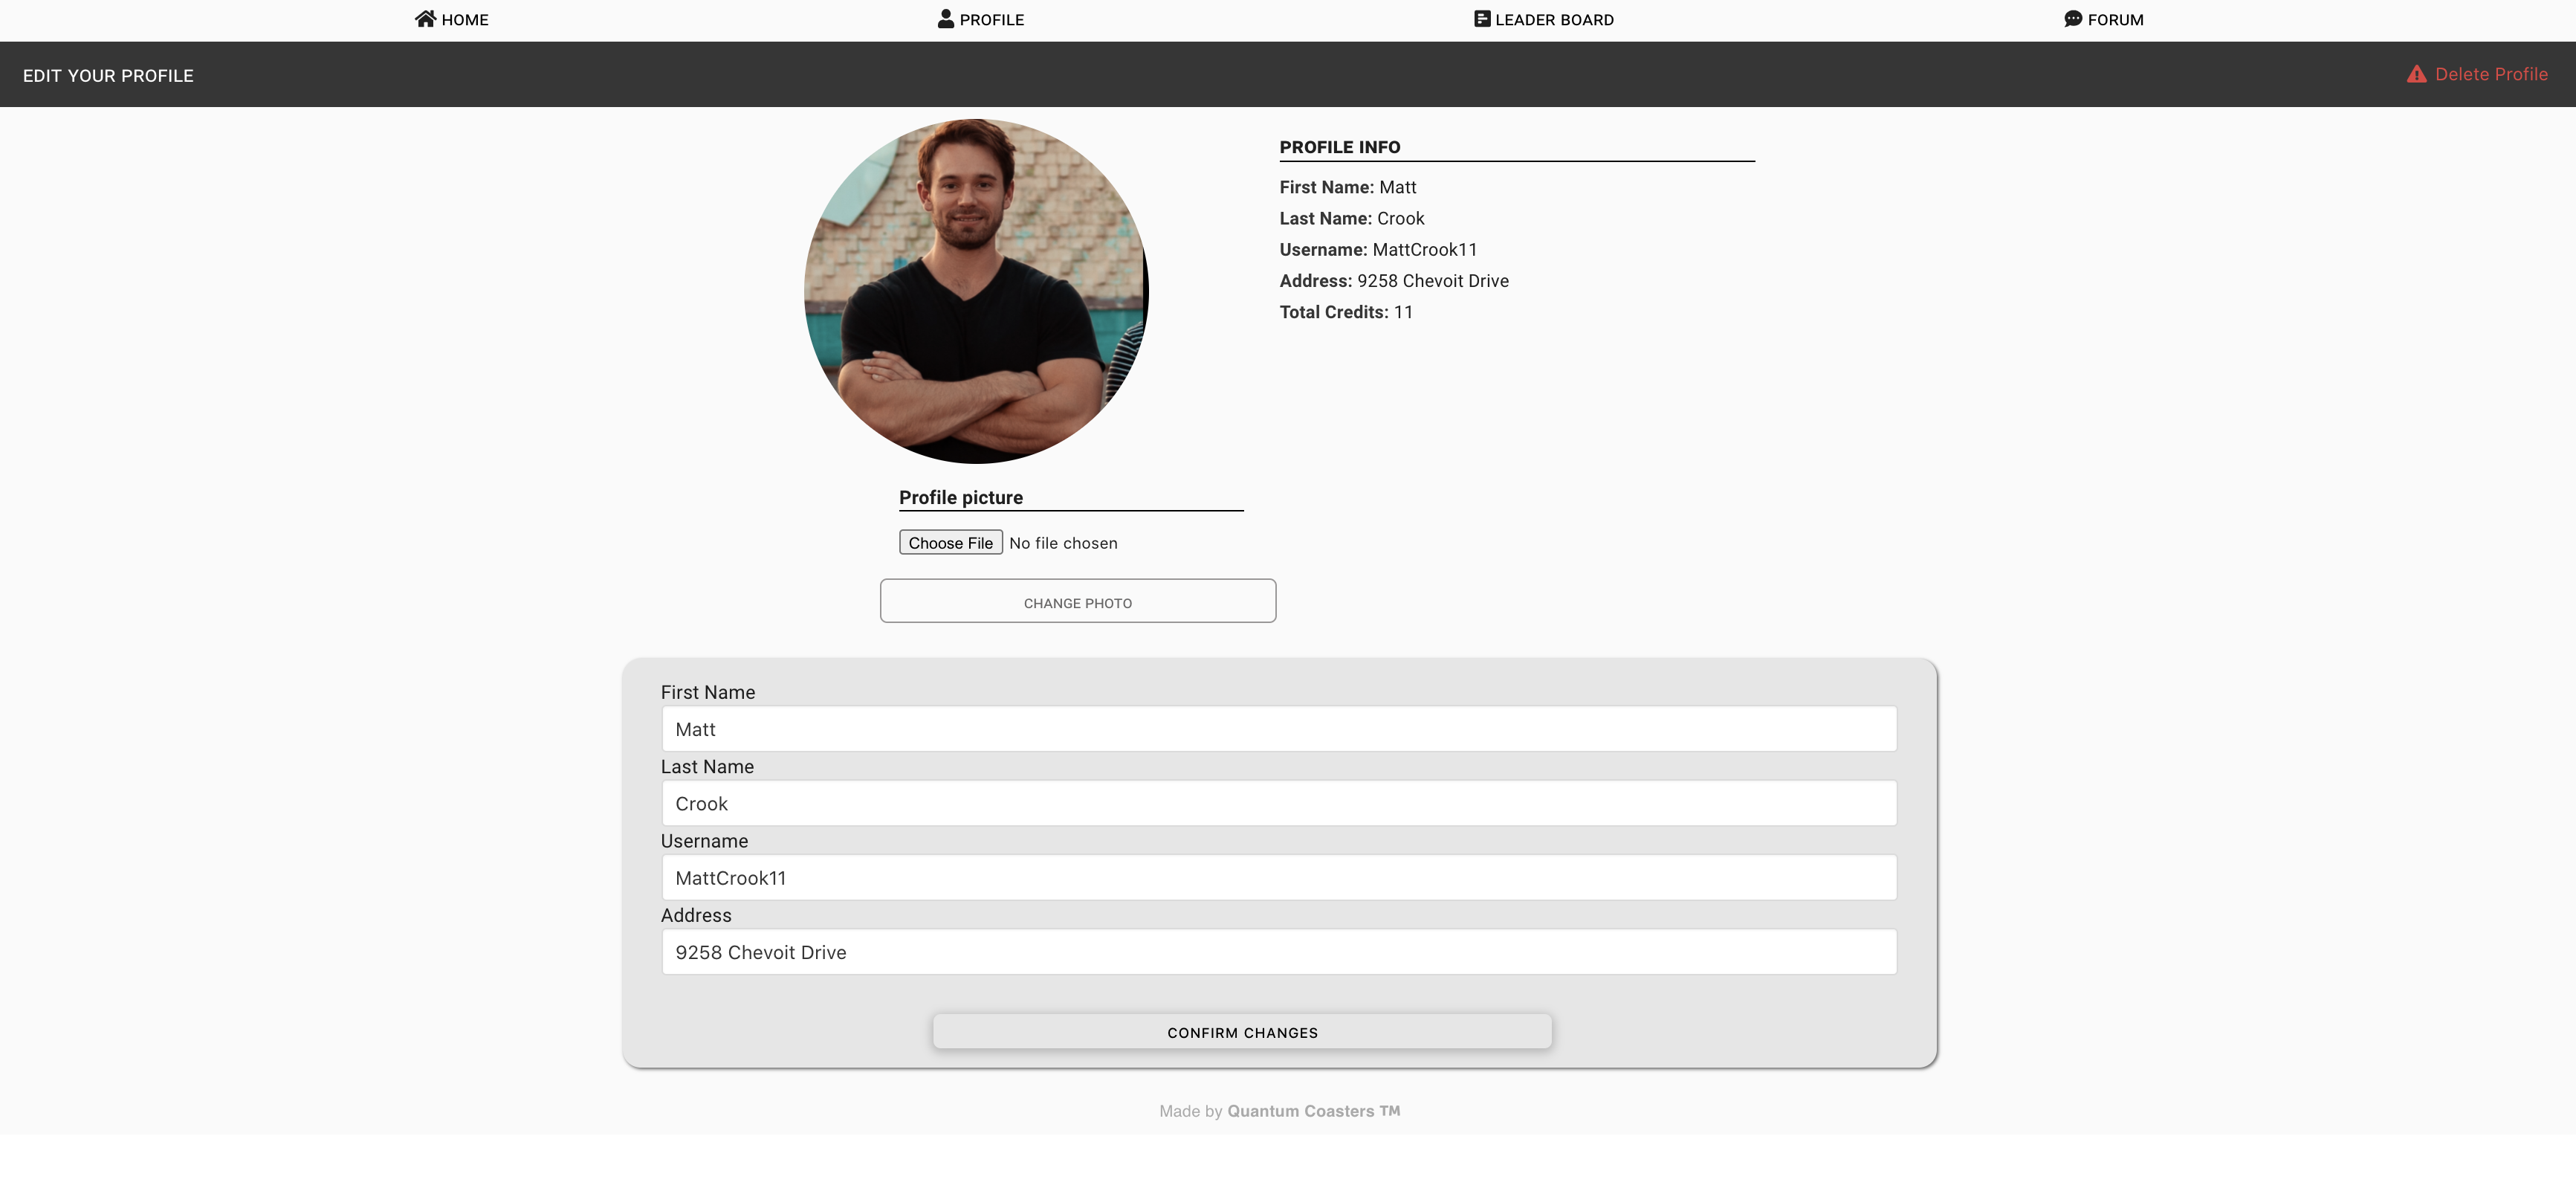 HOME
PROFILE
LEADER BOARD
FORUM
EDIT YOUR PROFILE
Delete Profile
PROFILE INFO
First Name: Matt
Last Name: Crook
Username: MattCrook11
Address: 9258 Chevoit Drive
Total Credits: 11
Profile picture
Choose File No file chosen
CHANGE PHOTO
First Name
Matt
Last Name
Crook
Username
MattCrook11
Address
9258 Chevoit Drive
CONFIRM CHANGES
Made by Quantum Coasters ™